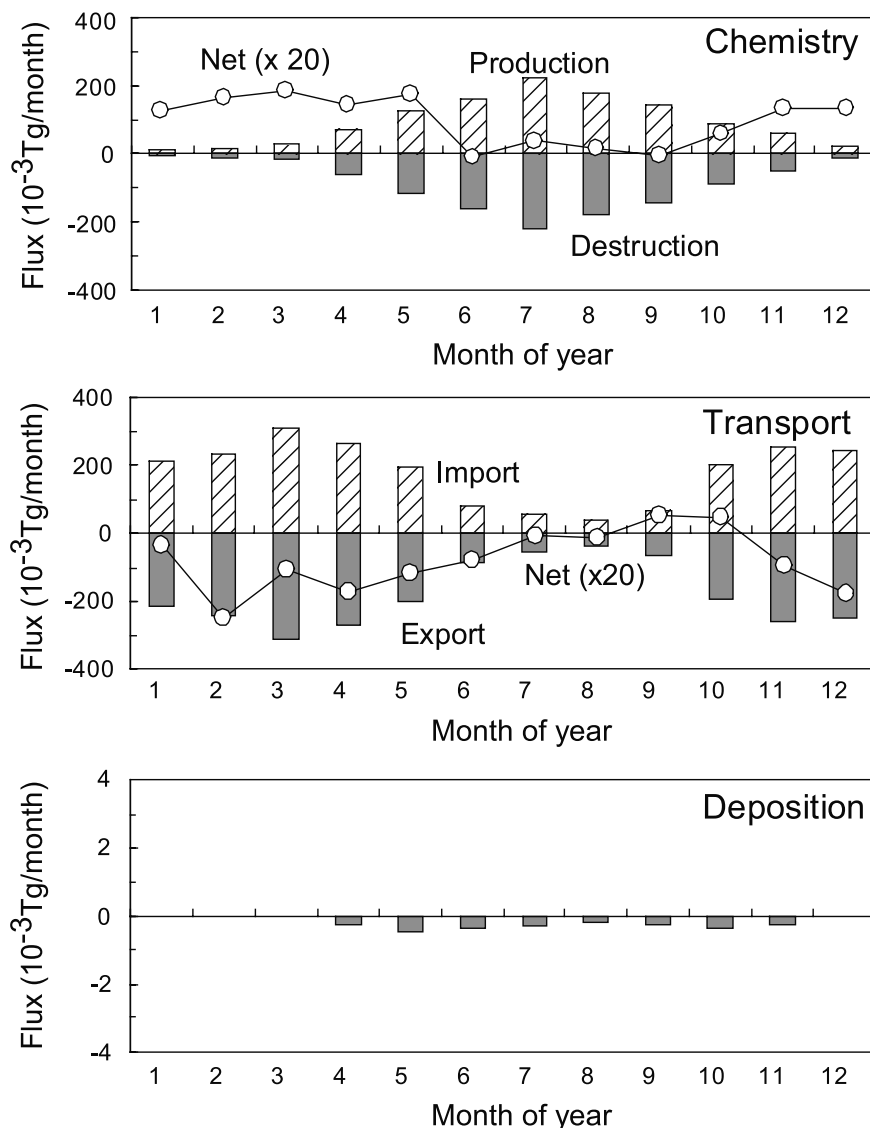 400
200
0
-200
-400
Flux (10⁻³Tg/month)
Chemistry
Net (x 20)
Production
Destruction
1 2 3 4 5 6 7 8 9 10 11 12
Month of year
400
200
0
-200
-400
Flux (10⁻³Tg/month)
Transport
Import
Net (x20)
Export
1 2 3 4 5 6 7 8 9 10 11 12
Month of year
4
2
0
-2
-4
Flux (10⁻³Tg/month)
Deposition
1 2 3 4 5 6 7 8 9 10 11 12
Month of year